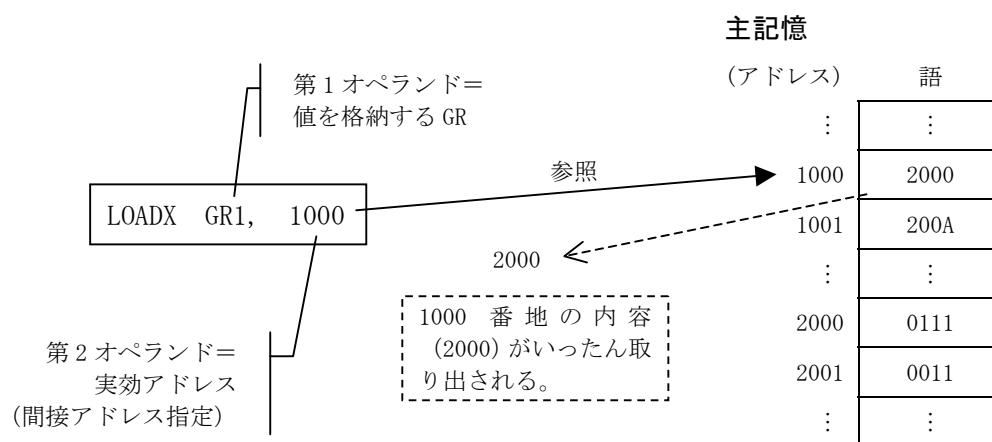 主記憶
(アドレス) 語
第1オペランド=
値を格納する GR
⋮ ⋮
参照
1000 2000
LOADX GR1, 1000
1001 200A
2000
⋮ ⋮
1000 番地の内容
(2000)がいったん取
り出される。
2000 0111
第2オペランド=
実効アドレス
(間接アドレス指定)
2001 0011
⋮ ⋮